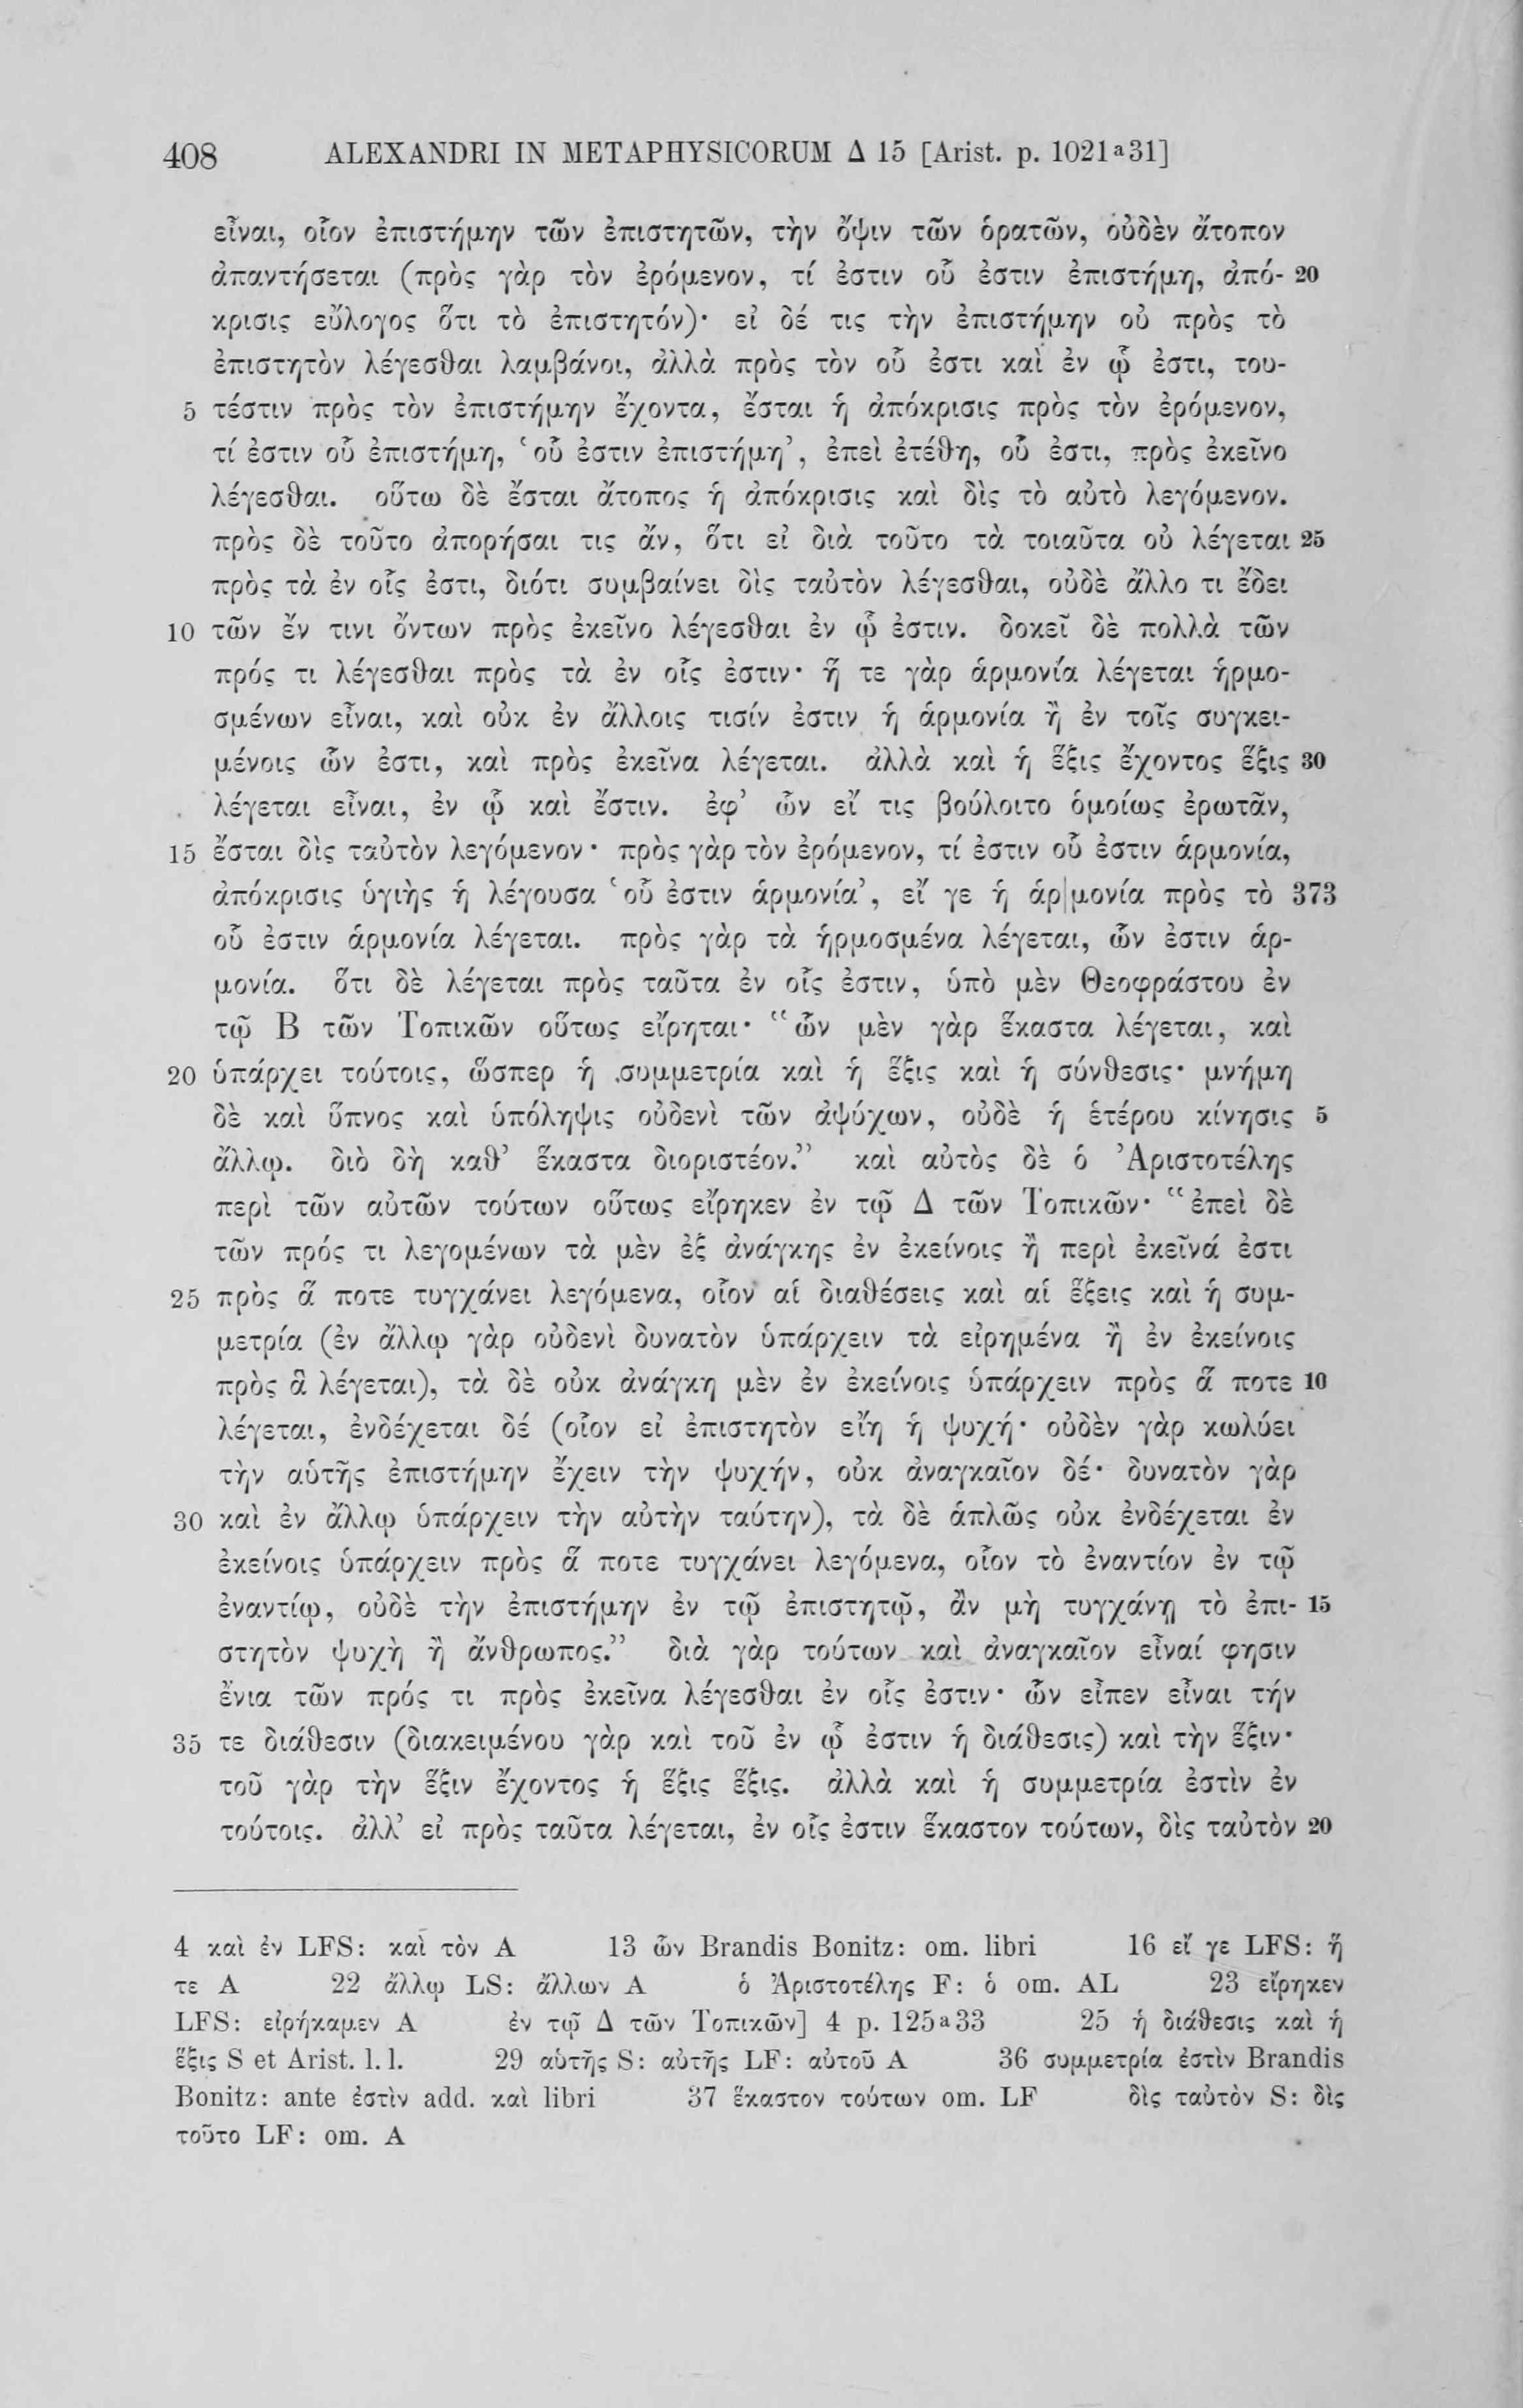 408 ALEXANDRI IN METAPHYSICORUM Δ 15 [Arist. p. 1021ᵃ31]
εἶναι, οἷον ἐπιστήμην τῶν ἐπιστητῶν, τὴν ὄψιν τῶν ὁρατῶν, οὐδὲν ἄτοπον
ἀπαντήσεται (πρὸς γὰρ τὸν ἐρόμενον, τί ἐστιν οὗ ἐστιν ἐπιστήμη, ἀπό- 20
κρισις εὔλογος ὅτι τὸ ἐπιστητόν)· εἰ δέ τις τὴν ἐπιστήμην οὐ πρὸς τὸ
ἐπιστητὸν λέγεσθαι λαμβάνοι, ἀλλὰ πρὸς τὸν οὗ ἐστι καὶ ἐν ᾧ ἐστι, του-
5 τέστιν πρὸς τὸν ἐπιστήμην ἔχοντα, ἔσται ἡ ἀπόκρισις πρὸς τὸν ἐρόμενον,
τί ἐστιν οὗ ἐπιστήμη, ‘οὗ ἐστιν ἐπιστήμη’, ἐπεὶ ἐτέθη, οὗ ἐστι, πρὸς ἐκεῖνο
λέγεσθαι. οὕτω δὲ ἔσται ἄτοπος ἡ ἀπόκρισις καὶ δὶς τὸ αὐτὸ λεγόμενον.
πρὸς δὲ τοῦτο ἀπορήσαι τις ἄν, ὅτι εἰ διὰ τοῦτο τὰ τοιαῦτα οὐ λέγεται 25
πρὸς τὰ ἐν οἷς ἐστι, διότι συμβαίνει δὶς ταὐτὸν λέγεσθαι, οὐδὲ ἄλλο τι ἔδει
10 τῶν ἔν τινι ὄντων πρὸς ἐκεῖνο λέγεσθαι ἐν ᾧ ἐστιν. δοκεῖ δὲ πολλὰ τῶν
πρός τι λέγεσθαι πρὸς τὰ ἐν οἷς ἐστιν· ἥ τε γὰρ ἁρμονία λέγεται ἡρμο-
σμένων εἶναι, καὶ οὐκ ἐν ἄλλοις τισίν ἐστιν ἡ ἁρμονία ἢ ἐν τοῖς συγκει-
μένοις ὧν ἐστι, καὶ πρὸς ἐκεῖνα λέγεται. ἀλλὰ καὶ ἡ ἕξις ἔχοντος ἕξις 30
λέγεται εἶναι, ἐν ᾧ καὶ ἔστιν. ἐφ’ ὧν εἴ τις βούλοιτο ὁμοίως ἐρωτᾶν,
15 ἔσται δὶς ταὐτὸν λεγόμενον· πρὸς γὰρ τὸν ἐρόμενον, τί ἐστιν οὗ ἐστιν ἁρμονία,
ἀπόκρισις ὑγιὴς ἡ λέγουσα ‘οὗ ἐστιν ἁρμονία’, εἴ γε ἡ ἁρ|μονία πρὸς τὸ 373
οὗ ἐστιν ἁρμονία λέγεται. πρὸς γὰρ τὰ ἡρμοσμένα λέγεται, ὧν ἐστιν ἁρ-
μονία. ὅτι δὲ λέγεται πρὸς ταῦτα ἐν οἷς ἐστιν, ὑπὸ μὲν Θεοφράστου ἐν
τῷ Β τῶν Τοπικῶν οὕτως εἴρηται· “ὧν μὲν γὰρ ἕκαστα λέγεται, καὶ
20 ὑπάρχει τούτοις, ὥσπερ ἡ συμμετρία καὶ ἡ ἕξις καὶ ἡ σύνθεσις· μνήμη
δὲ καὶ ὕπνος καὶ ὑπόληψις οὐδενὶ τῶν ἀψύχων, οὐδὲ ἡ ἑτέρου κίνησις 5
ἄλλῳ. διὸ δὴ καθ’ ἕκαστα διοριστέον.” καὶ αὐτὸς δὲ ὁ Ἀριστοτέλης
περὶ τῶν αὐτῶν τούτων οὕτως εἴρηκεν ἐν τῷ Δ τῶν Τοπικῶν· “ἐπεὶ δὲ
τῶν πρός τι λεγομένων τὰ μὲν ἐξ ἀνάγκης ἐν ἐκείνοις ἢ περὶ ἐκεῖνά ἐστι
25 πρὸς ἅ ποτε τυγχάνει λεγόμενα, οἷον αἱ διαθέσεις καὶ αἱ ἕξεις καὶ ἡ συμ-
μετρία (ἐν ἄλλῳ γὰρ οὐδενὶ δυνατὸν ὑπάρχειν τὰ εἰρημένα ἢ ἐν ἐκείνοις
πρὸς ἃ λέγεται), τὰ δὲ οὐκ ἀνάγκη μὲν ἐν ἐκείνοις ὑπάρχειν πρὸς ἅ ποτε 10
λέγεται, ἐνδέχεται δέ (οἷον εἰ ἐπιστητὸν εἴη ἡ ψυχή· οὐδὲν γὰρ κωλύει
τὴν αὑτῆς ἐπιστήμην ἔχειν τὴν ψυχήν, οὐκ ἀναγκαῖον δέ· δυνατὸν γὰρ
30 καὶ ἐν ἄλλῳ ὑπάρχειν τὴν αὐτὴν ταύτην), τὰ δὲ ἁπλῶς οὐκ ἐνδέχεται ἐν
ἐκείνοις ὑπάρχειν πρὸς ἅ ποτε τυγχάνει λεγόμενα, οἷον τὸ ἐναντίον ἐν τῷ
ἐναντίῳ, οὐδὲ τὴν ἐπιστήμην ἐν τῷ ἐπιστητῷ, ἂν μὴ τυγχάνῃ τὸ ἐπι- 15
στητὸν ψυχὴ ἢ ἄνθρωπος.” διὰ γὰρ τούτων καὶ ἀναγκαῖον εἶναί φησιν
ἔνια τῶν πρός τι πρὸς ἐκεῖνα λέγεσθαι ἐν οἷς ἐστιν· ὧν εἶπεν εἶναι τήν
35 τε διάθεσιν (διακειμένου γὰρ καὶ τοῦ ἐν ᾧ ἐστιν ἡ διάθεσις) καὶ τὴν ἕξιν·
τοῦ γὰρ τὴν ἕξιν ἔχοντος ἡ ἕξις ἕξις. ἀλλὰ καὶ ἡ συμμετρία ἐστὶν ἐν
τούτοις. ἀλλ’ εἰ πρὸς ταῦτα λέγεται, ἐν οἷς ἐστιν ἕκαστον τούτων, δὶς ταὐτὸν 20
4 καὶ ἐν LFS: καὶ τὸν A 13 ὧν Brandis Bonitz: om. libri 16 εἴ γε LFS: ἥ
τε A 22 ἄλλῳ LS: ἄλλων A ὁ Ἀριστοτέλης F: ὁ om. AL 23 εἴρηκεν
LFS: εἰρήκαμεν A ἐν τῷ Δ τῶν Τοπικῶν] 4 p. 125ᵃ33 25 ἡ διάθεσις καὶ ἡ
ἕξις S et Arist. l. l. 29 αὑτῆς S: αὐτῆς LF: αὐτοῦ A 36 συμμετρία ἐστὶν Brandis
Bonitz: ante ἐστὶν add. καὶ libri 37 ἕκαστον τούτων om. LF δὶς ταὐτὸν S: δὶς
τοῦτο LF: om. A